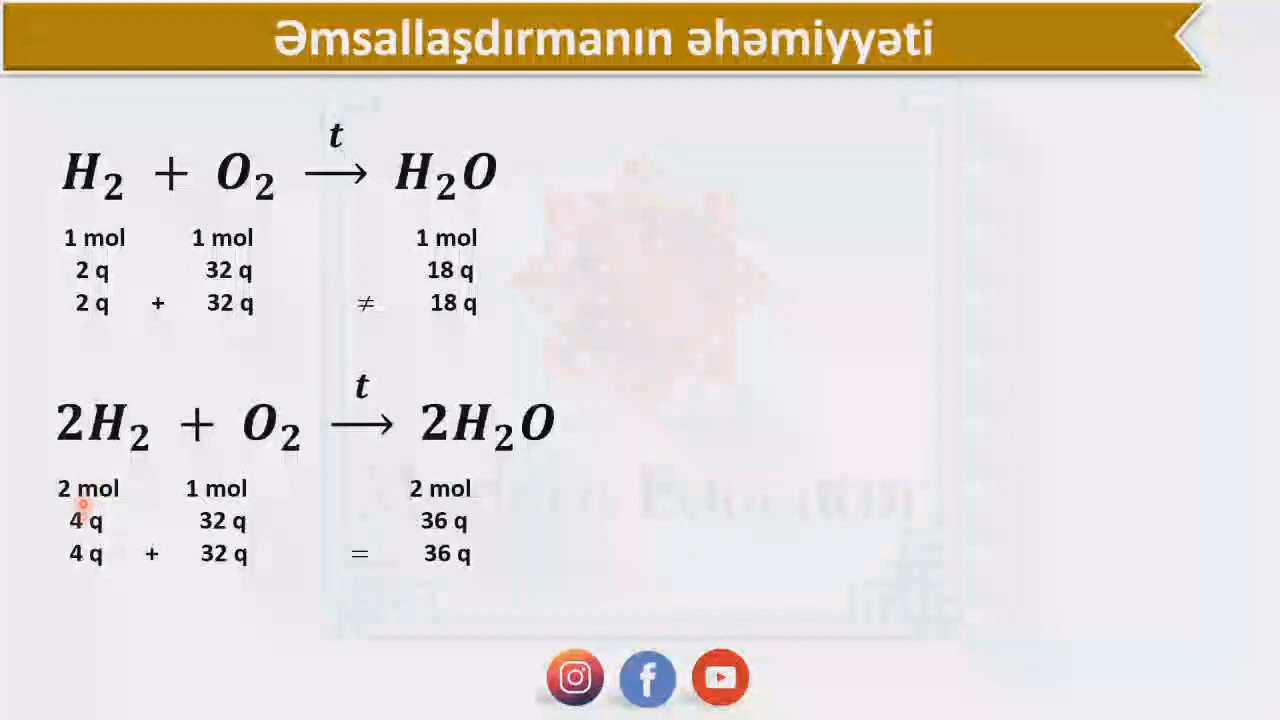 Əmsallaşdırmanın əhəmiyyəti
t
H₂ + O₂ ⟶ H₂O
1 mol 1 mol 1 mol
2 q 32 q 18 q
2 q + 32 q ≠ 18 q
t
2H₂ + O₂ ⟶ 2H₂O
2 mol 1 mol 2 mol
4 q 32 q 36 q
4 q + 32 q = 36 q